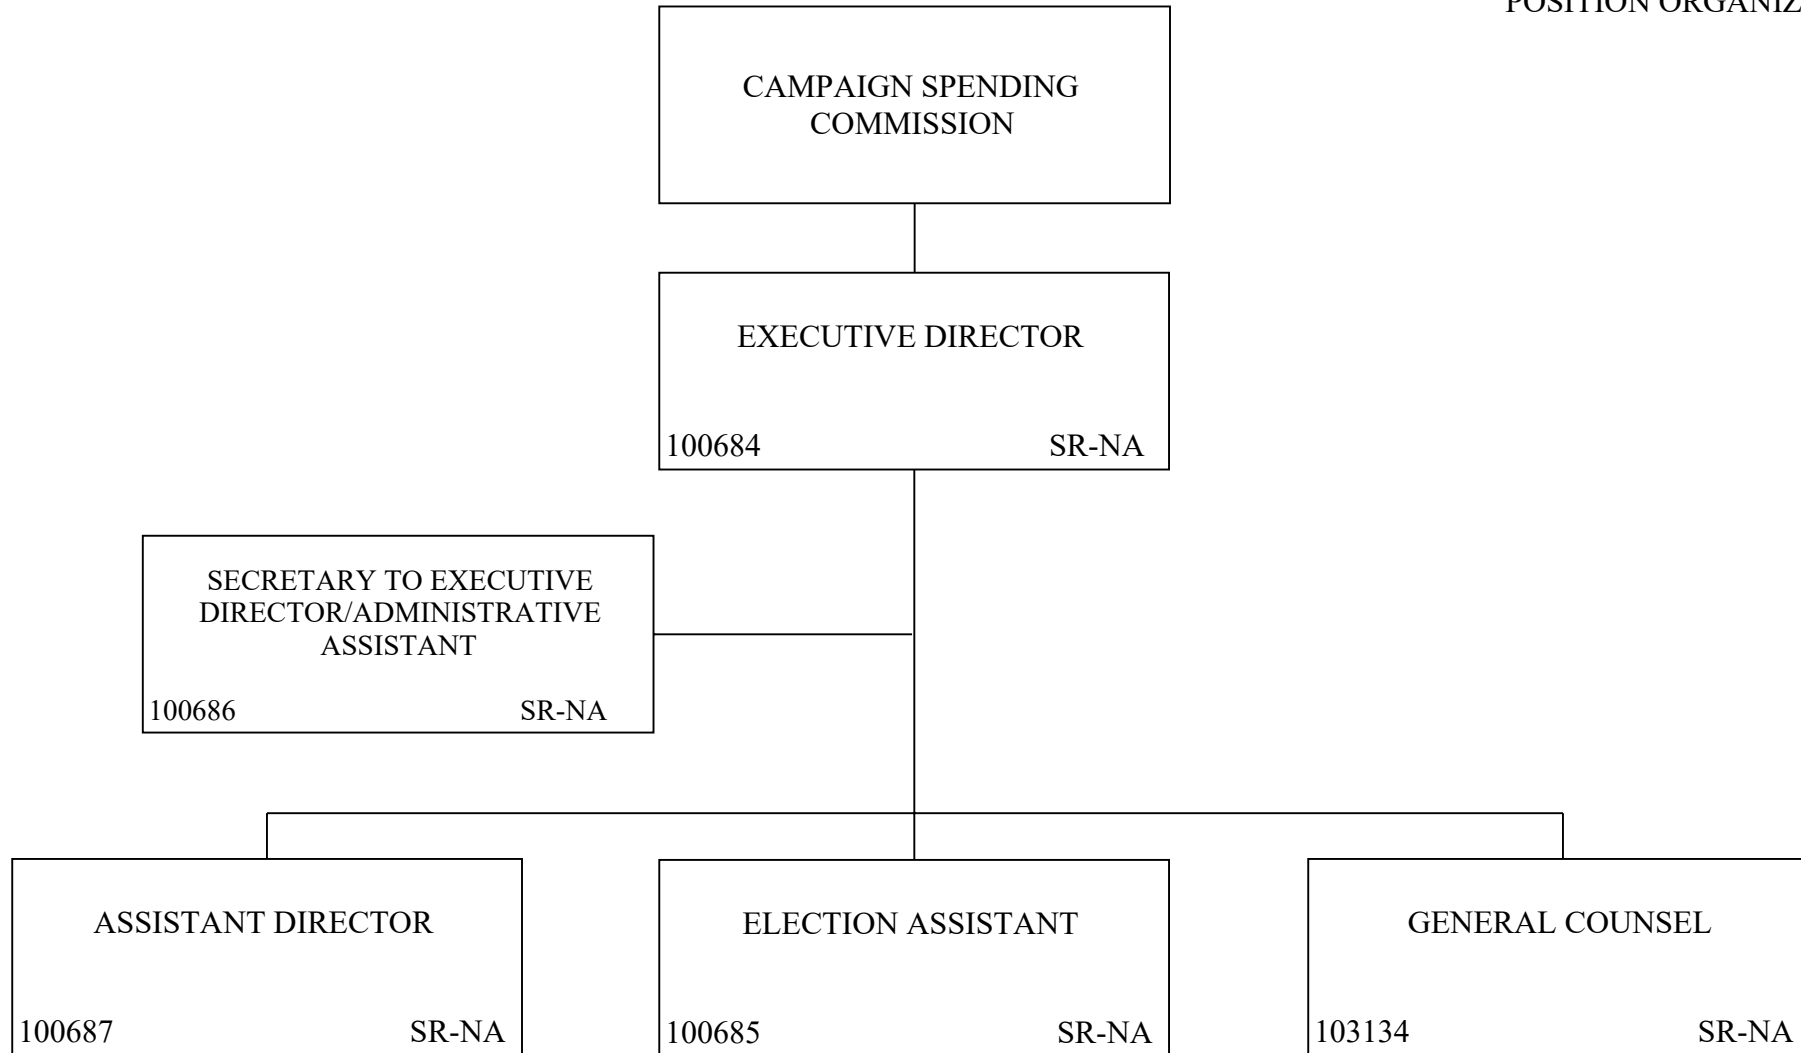 POSITION ORGANIZ
CAMPAIGN SPENDING
COMMISSION
EXECUTIVE DIRECTOR
100684 SR-NA
SECRETARY TO EXECUTIVE
DIRECTOR/ADMINISTRATIVE
ASSISTANT
100686 SR-NA
ASSISTANT DIRECTOR
100687 SR-NA
ELECTION ASSISTANT
100685 SR-NA
GENERAL COUNSEL
103134 SR-NA